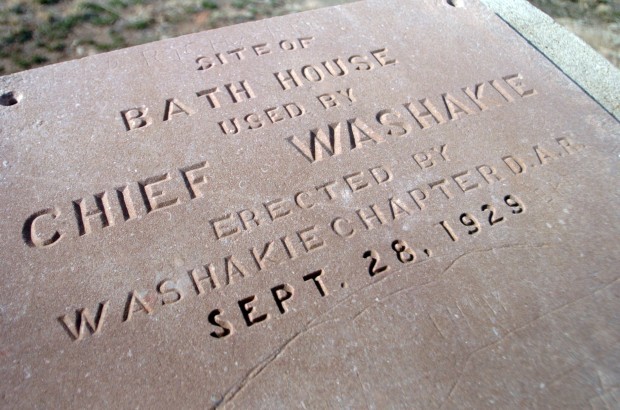 SITE OF
BATH HOUSE
USED BY
CHIEF WASHAKIE
ERECTED BY
WASHAKIE CHAPTER D.A.R.
SEPT. 28, 1929